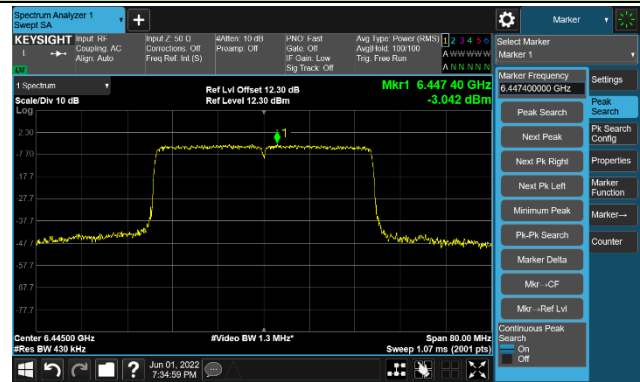 Spectrum Analyzer 1
Swept SA
Marker
KEYSIGHT Input: RF
Coupling: AC
Align: Auto
Input Z: 50 Ω
Corrections: Off
Freq Ref: Int (S)
#Atten: 10 dB
Preamp: Off
PNO: Fast
Gate: Off
IF Gain: Low
Sig Track: Off
Avg Type: Power (RMS)
Avg|Hold: 100/100
Trig: Free Run
1 2 3 4 5 6
A W W W W W
A N N N N N
L
LW
Select Marker
Marker 1
1 Spectrum
Scale/Div 10 dB
Log
Ref Lvl Offset 12.30 dB
Ref Level 12.30 dBm
Mkr1 6.447 40 GHz
-3.042 dBm
1
2.30
-7.70
-17.7
-27.7
-37.7
-47.7
-57.7
-67.7
-77.7
Center 6.44500 GHz
#Res BW 430 kHz
#Video BW 1.3 MHz*
Span 80.00 MHz
Sweep 1.07 ms (2001 pts)
Marker Frequency
6.447400000 GHz
Peak Search
Next Peak
Next Pk Right
Next Pk Left
Minimum Peak
Pk-Pk Search
Marker Delta
Mkr→CF
Mkr→Ref Lvl
Continuous Peak
Search
On
Off
Settings
Peak
Search
Pk Search
Config
Properties
Marker
Function
Marker→
Counter
Jun 01, 2022
7:34:59 PM